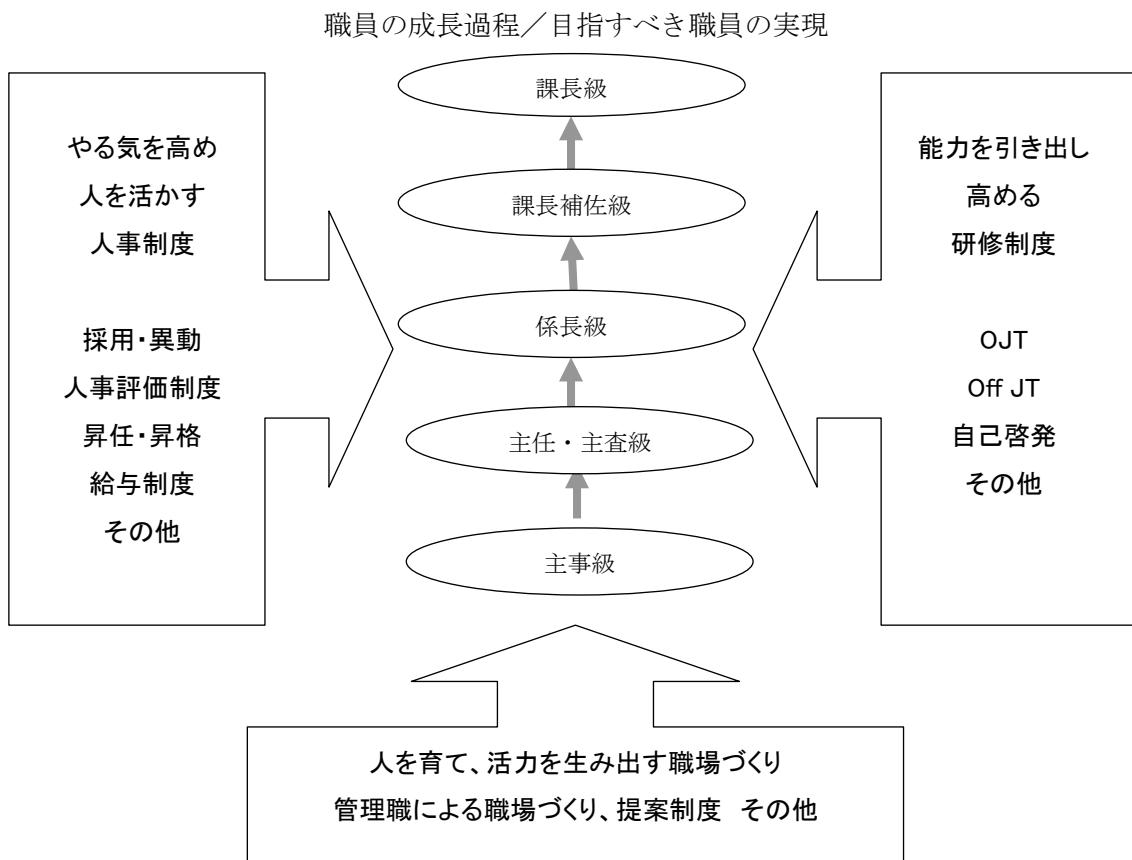 職員の成長過程／目指すべき職員の実現
課長級
課長補佐級
係長級
主任・主査級
主事級
やる気を高め
人を活かす
人事制度
採用・異動
人事評価制度
昇任・昇格
給与制度
その他
能力を引き出し
高める
研修制度
OJT
Off JT
自己啓発
その他
人を育て、活力を生み出す職場づくり
管理職による職場づくり、提案制度　その他